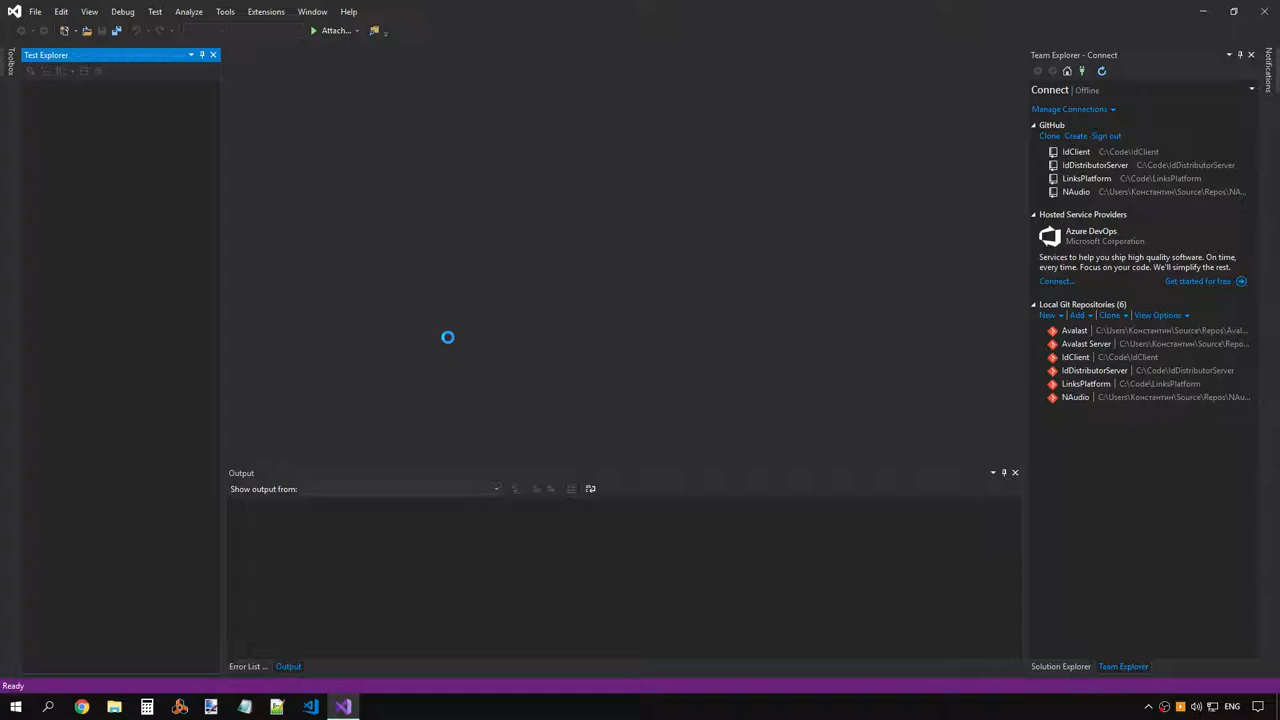 File Edit View Debug Test Analyze Tools Extensions Window Help
Attach...
Toolbox
Test Explorer
Team Explorer - Connect
Notifications
Connect | Offline
Manage Connections
GitHub
Clone Create Sign out
IdClient C:\Code\IdClient
IdDistributorServer C:\Code\IdDistributorServer
LinksPlatform C:\Code\LinksPlatform
NAudio C:\Users\Константин\Source\Repos\NA...
Hosted Service Providers
Azure DevOps
Microsoft Corporation
Services to help you ship high quality software. On time,
every time. Focus on your code. We'll simplify the rest.
Connect... Get started for free
Local Git Repositories (6)
New | Add | Clone | View Options
Avalast | C:\Users\Константин\Source\Repos\Aval...
Avalast Server | C:\Users\Константин\Source\Repo...
IdClient | C:\Code\IdClient
IdDistributorServer | C:\Code\IdDistributorServer
LinksPlatform | C:\Code\LinksPlatform
NAudio | C:\Users\Константин\Source\Repos\NAu...
Output
Show output from:
Error List ... Output
Solution Explorer Team Explorer
Ready
ENG